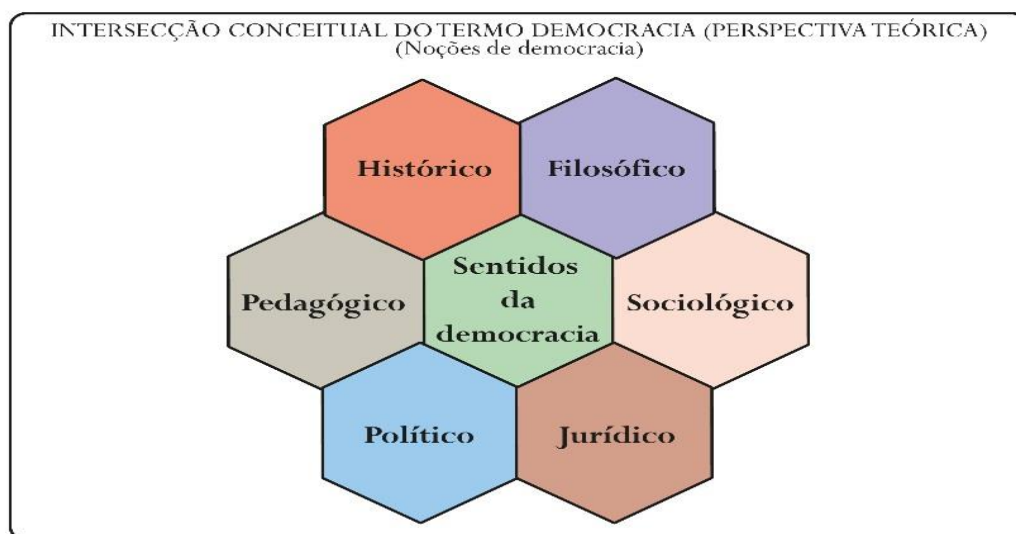 INTERSECÇÃO CONCEITUAL DO TERMO DEMOCRACIA (PERSPECTIVA TEÓRICA)
(Noções de democracia)
Histórico
Filosófico
Pedagógico
Sentidos
da
democracia
Sociológico
Político
Jurídico